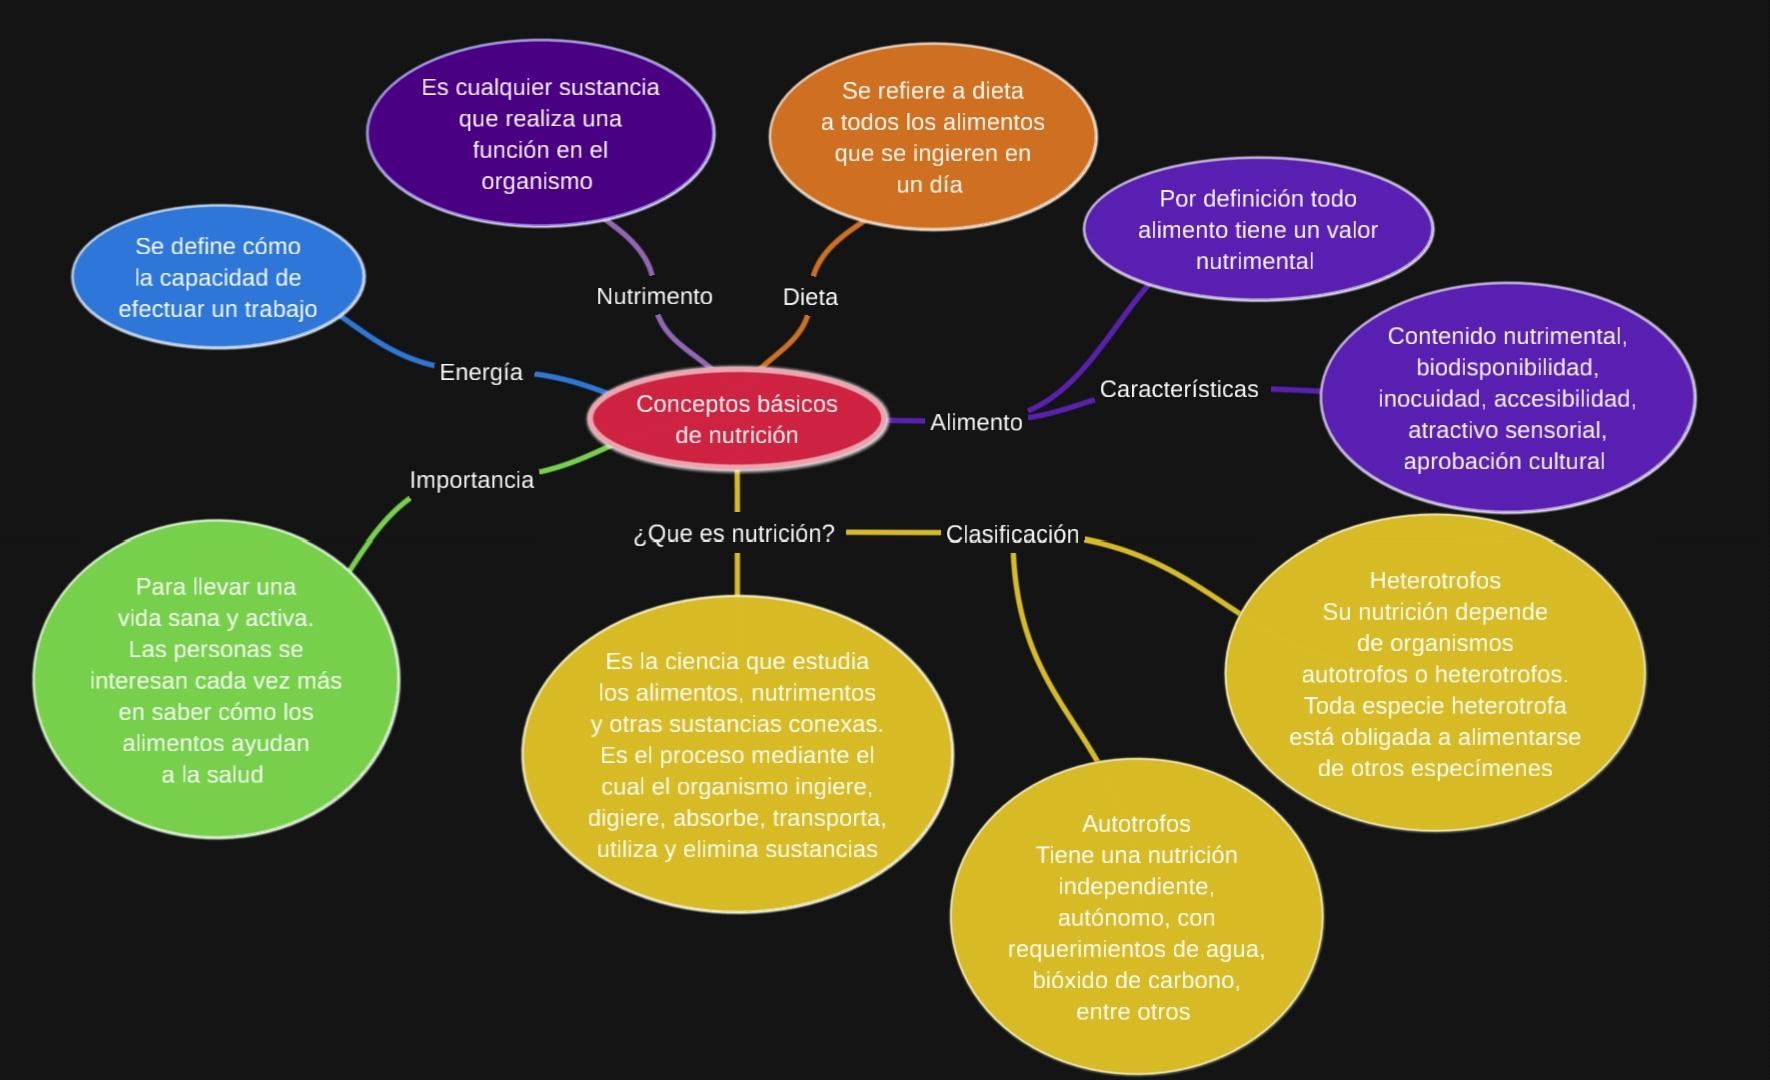 Es cualquier sustancia
que realiza una
función en el
organismo
Se refiere a dieta
a todos los alimentos
que se ingieren en
un día
Por definición todo
alimento tiene un valor
nutrimental
Se define cómo
la capacidad de
efectuar un trabajo
Nutrimento
Dieta
Energía
Conceptos básicos
de nutrición
Alimento
Características
Contenido nutrimental,
biodisponibilidad,
inocuidad, accesibilidad,
atractivo sensorial,
aprobación cultural
Importancia
¿Que es nutrición?
Clasificación
Para llevar una
vida sana y activa.
Las personas se
interesan cada vez más
en saber cómo los
alimentos ayudan
a la salud
Es la ciencia que estudia
los alimentos, nutrimentos
y otras sustancias conexas.
Es el proceso mediante el
cual el organismo ingiere,
digiere, absorbe, transporta,
utiliza y elimina sustancias
Heterotrofos
Su nutrición depende
de organismos
autotrofos o heterotrofos.
Toda especie heterotrofa
está obligada a alimentarse
de otros especímenes
Autotrofos
Tiene una nutrición
independiente,
autónomo, con
requerimientos de agua,
bióxido de carbono,
entre otros